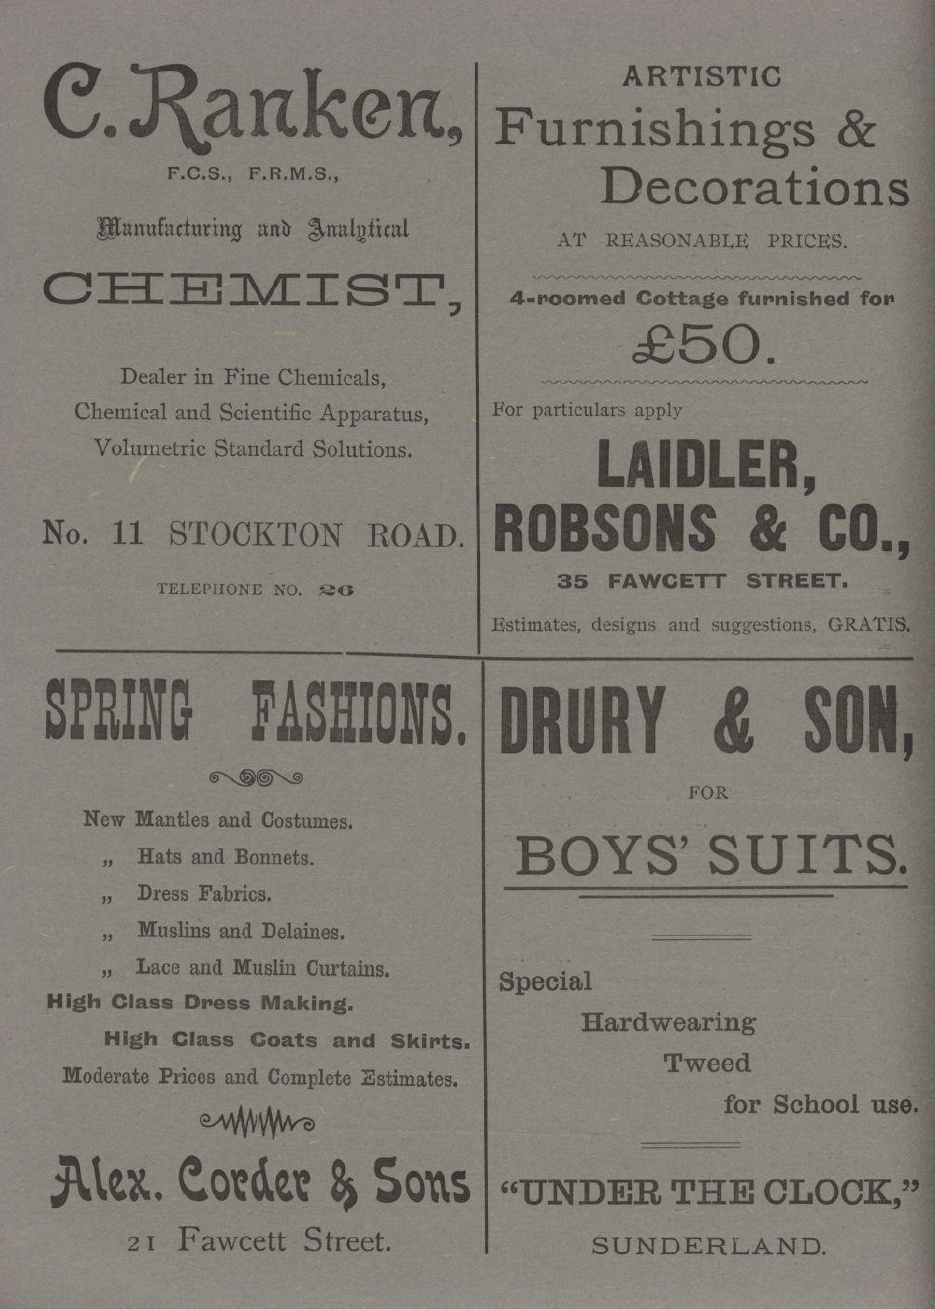 C. Ranken,
F.C.S., F.R.M.S.,
Manufacturing and Analytical
CHEMIST,
Dealer in Fine Chemicals,
Chemical and Scientific Apparatus,
Volumetric Standard Solutions.
No. 11 STOCKTON ROAD.
TELEPHONE NO. 26
ARTISTIC
Furnishings &
Decorations
AT REASONABLE PRICES.
4-roomed Cottage furnished for
£50.
For particulars apply
LAIDLER,
ROBSONS & CO.,
35 FAWCETT STREET.
Estimates, designs and suggestions, GRATIS.
SPRING FASHIONS.
New Mantles and Costumes.
„ Hats and Bonnets.
„ Dress Fabrics.
„ Muslins and Delaines.
„ Lace and Muslin Curtains.
High Class Dress Making.
High Class Coats and Skirts.
Moderate Prices and Complete Estimates.
Alex. Corder & Sons
21 Fawcett Street.
DRURY & SON,
FOR
BOYS' SUITS.
Special
Hardwearing
Tweed
for School use.
“UNDER THE CLOCK,”
SUNDERLAND.